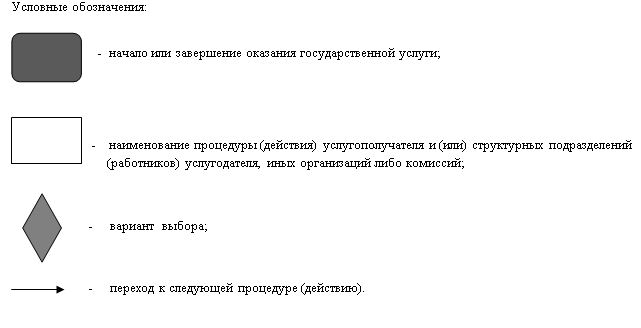 Условные обозначения:
- начало или завершение оказания государственной услуги;
- наименование процедуры (действия) услугополучателя и (или) структурных подразделений
(работников) услугодателя, иных организаций либо комиссий;
- вариант выбора;
- переход к следующей процедуре (действию).